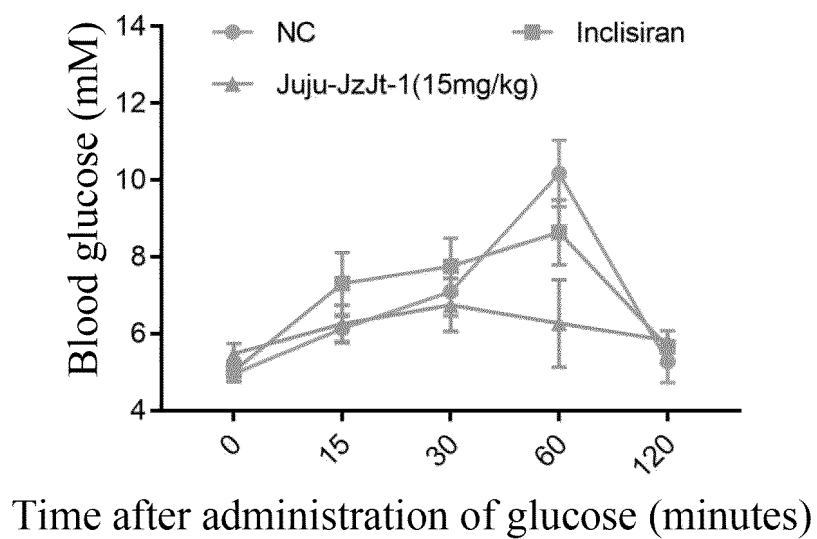 14
12
10
8
6
4
Blood glucose (mM)
NC
Inclisiran
Juju-JzJt-1(15mg/kg)
0
15
30
60
120
Time after administration of glucose (minutes)